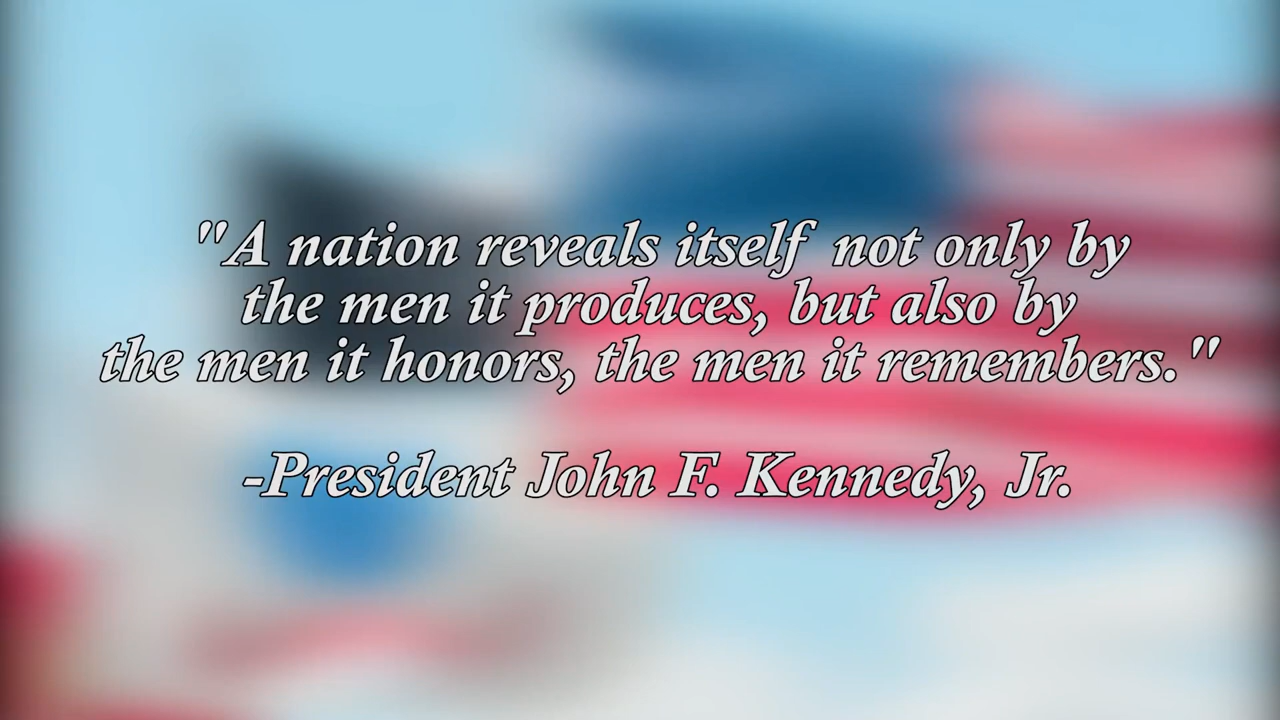 "A nation reveals itself not only by
the men it produces, but also by
the men it honors, the men it remembers."
-President John F. Kennedy, Jr.